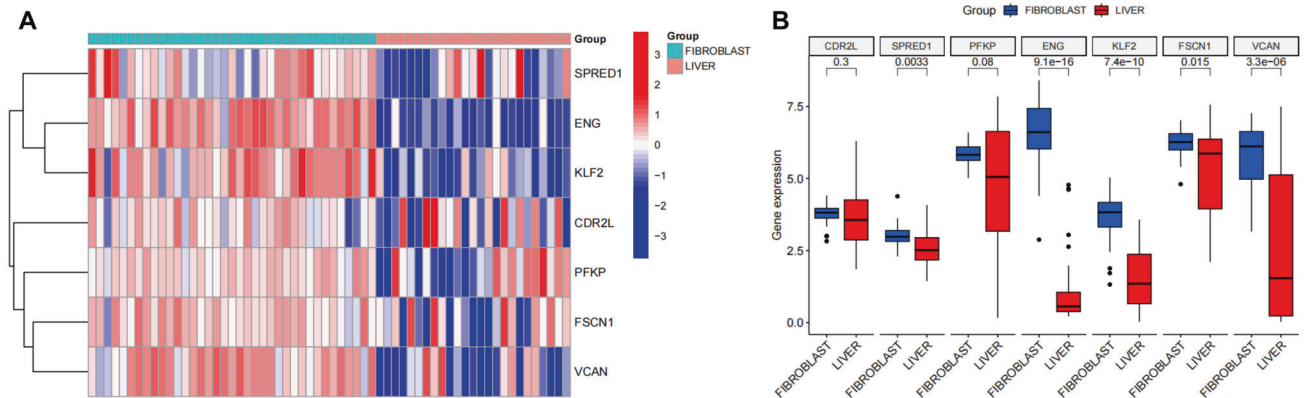 A
Group
SPRED1
ENG
KLF2
CDR2L
PFKP
FSCN1
VCAN
3
2
1
0
−1
−2
−3
Group
FIBROBLAST
LIVER
B
Group FIBROBLAST LIVER
CDR2L SPRED1 PFKP ENG KLF2 FSCN1 VCAN
0.3 0.0033 0.08 9.1e-16 7.4e-10 0.015 3.3e-06
Gene expression
7.5
5.0
2.5
0.0
FIBROBLAST LIVER FIBROBLAST LIVER FIBROBLAST LIVER FIBROBLAST LIVER FIBROBLAST LIVER FIBROBLAST LIVER FIBROBLAST LIVER